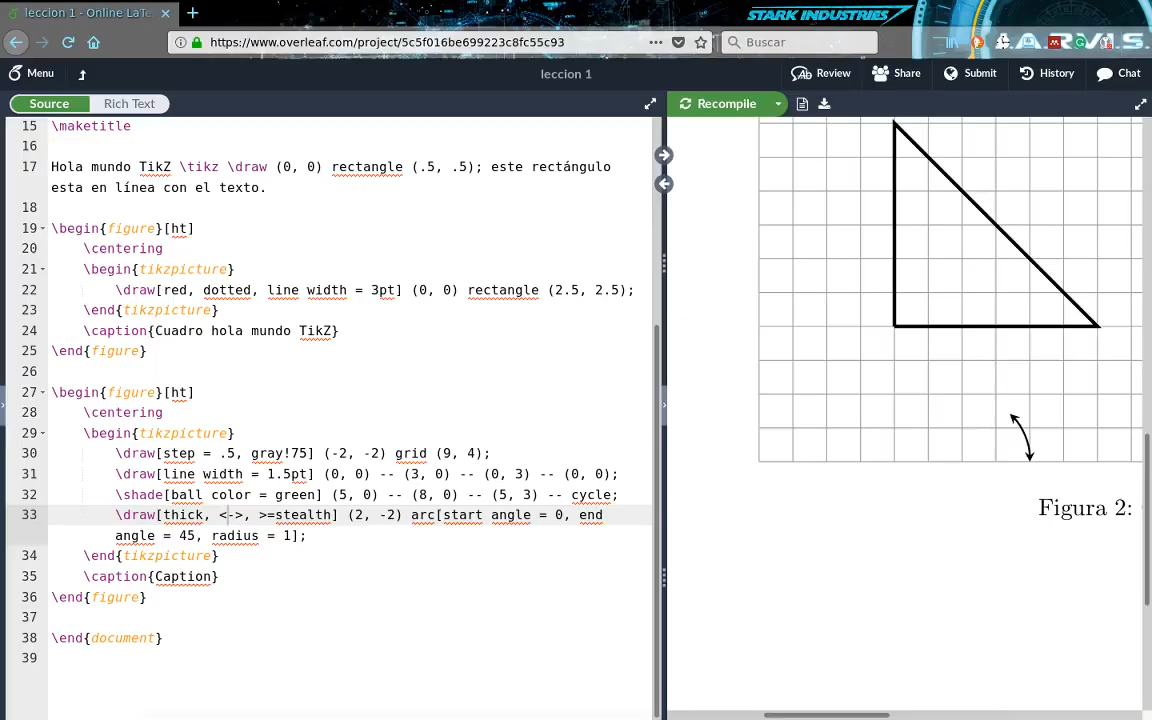 leccion 1 - Online LaTe
STARK INDUSTRIES
https://www.overleaf.com/project/5c5f016be699223c8fc55c93
Buscar
J.A.R.V.I.S.
Menu
leccion 1
Review
Share
Submit
History
Chat
Source
Rich Text
Recompile
15 \maketitle
16
17 Hola mundo TikZ \tikz \draw (0, 0) rectangle (.5, .5); este rectángulo
esta en línea con el texto.
18
19 \begin{figure}[ht]
20 \centering
21 \begin{tikzpicture}
22 \draw[red, dotted, line width = 3pt] (0, 0) rectangle (2.5, 2.5);
23 \end{tikzpicture}
24 \caption{Cuadro hola mundo TikZ}
25 \end{figure}
26
27 \begin{figure}[ht]
28 \centering
29 \begin{tikzpicture}
30 \draw[step = .5, gray!75] (-2, -2) grid (9, 4);
31 \draw[line width = 1.5pt] (0, 0) -- (3, 0) -- (0, 3) -- (0, 0);
32 \shade[ball color = green] (5, 0) -- (8, 0) -- (5, 3) -- cycle;
33 \draw[thick, <->, >=stealth] (2, -2) arc[start angle = 0, end
angle = 45, radius = 1];
34 \end{tikzpicture}
35 \caption{Caption}
36 \end{figure}
37
38 \end{document}
39
Figura 2: